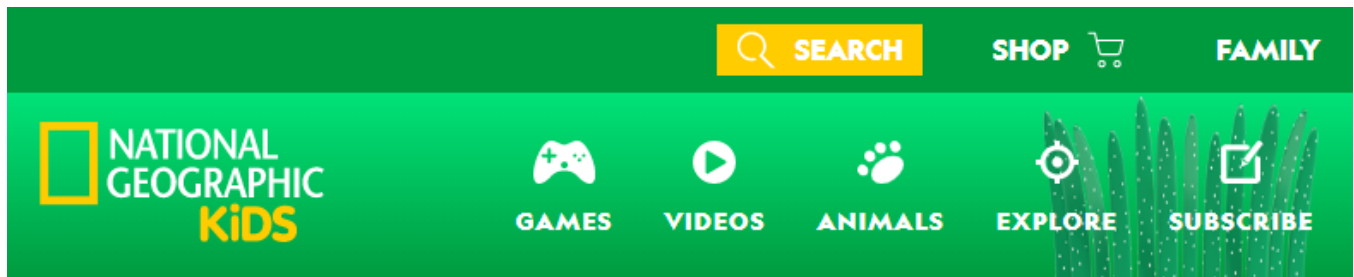 SEARCH SHOP FAMILY
NATIONAL
GEOGRAPHIC
KiDS
GAMES VIDEOS ANIMALS EXPLORE SUBSCRIBE